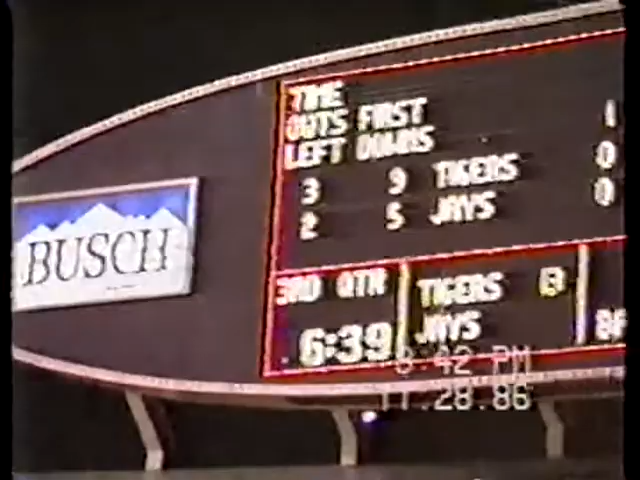 TIME
OUTS FIRST 1
LEFT DOWNS
3 9 TIGERS 0
2 5 JAYS 0
BUSCH
3RD QTR TIGERS
6:39 JAYS
8:42 PM
11.28.86